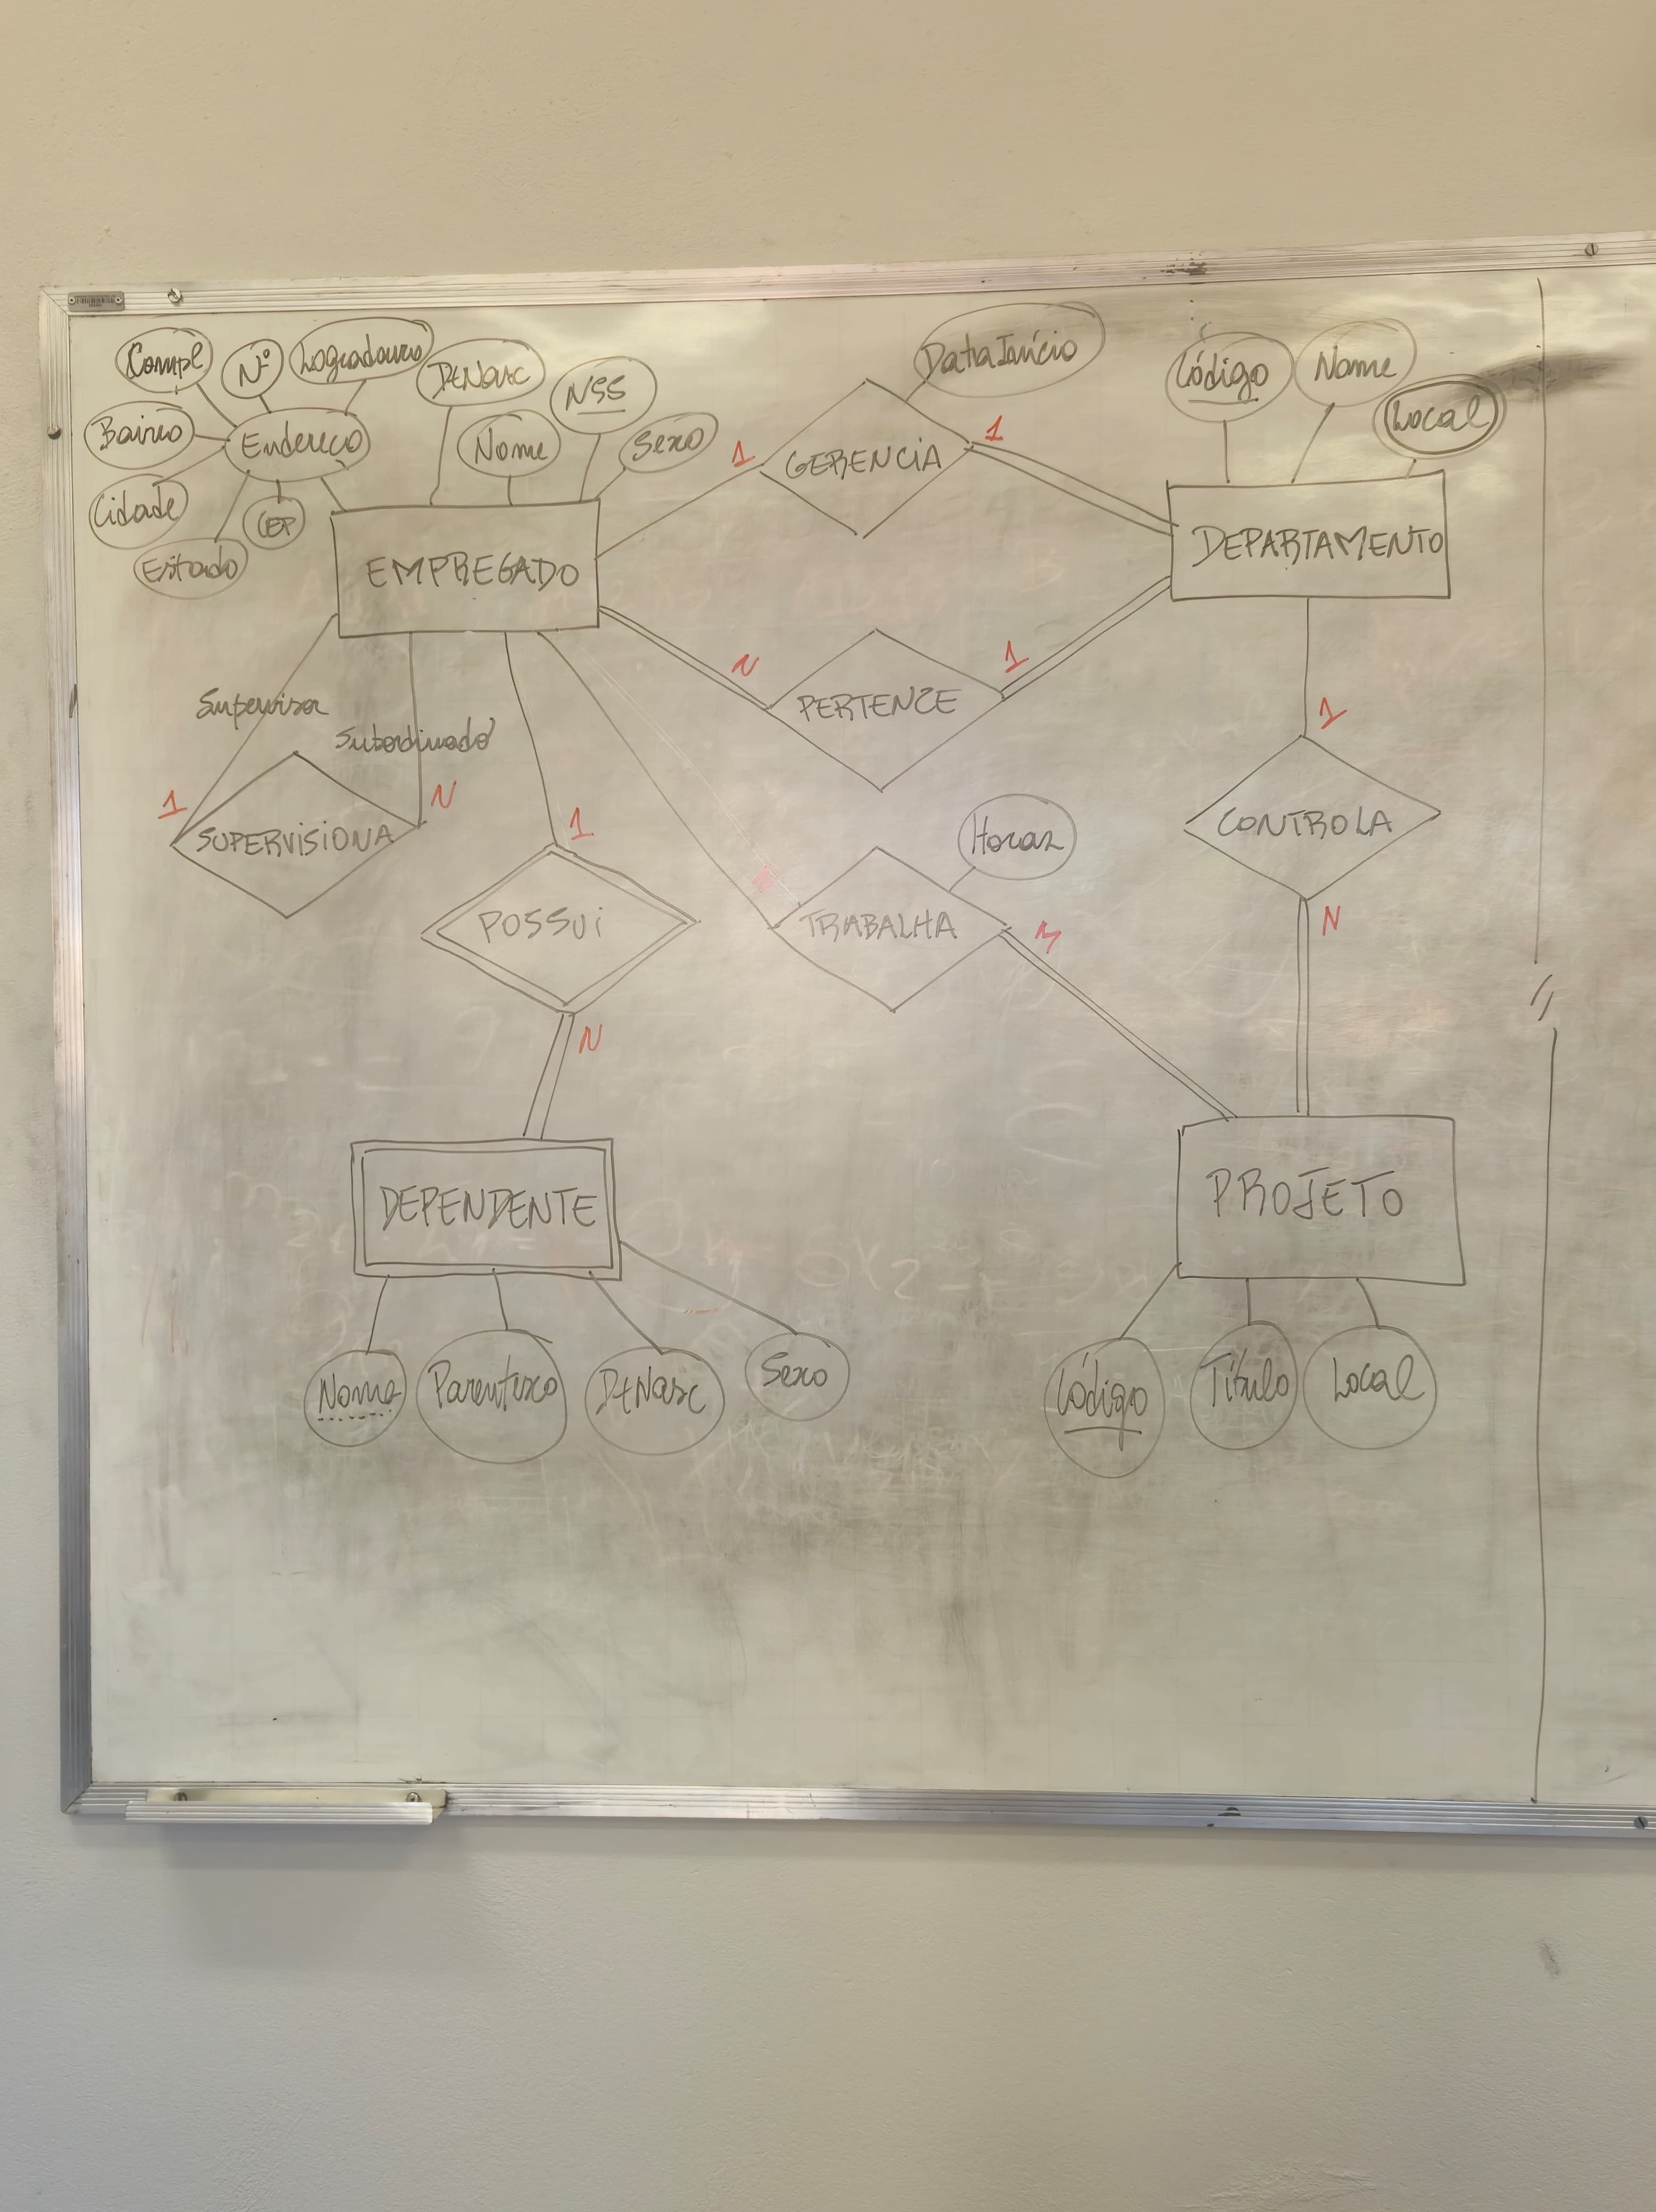 Compl
Nº
Logradouro
DtNasc
NSS
DataInício
Código
Nome
Local
Bairro
Endereço
Nome
Sexo
1
GERENCIA
1
Cidade
CEP
Estado
EMPREGADO
DEPARTAMENTO
N
PERTENCE
1
Supervisor
Subordinado
1
1
N
SUPERVISIONA
1
Horas
CONTROLA
POSSUI
N
TRABALHA
M
N
N
DEPENDENTE
PROJETO
Nome
Parentesco
DtNasc
Sexo
Código
Título
Local